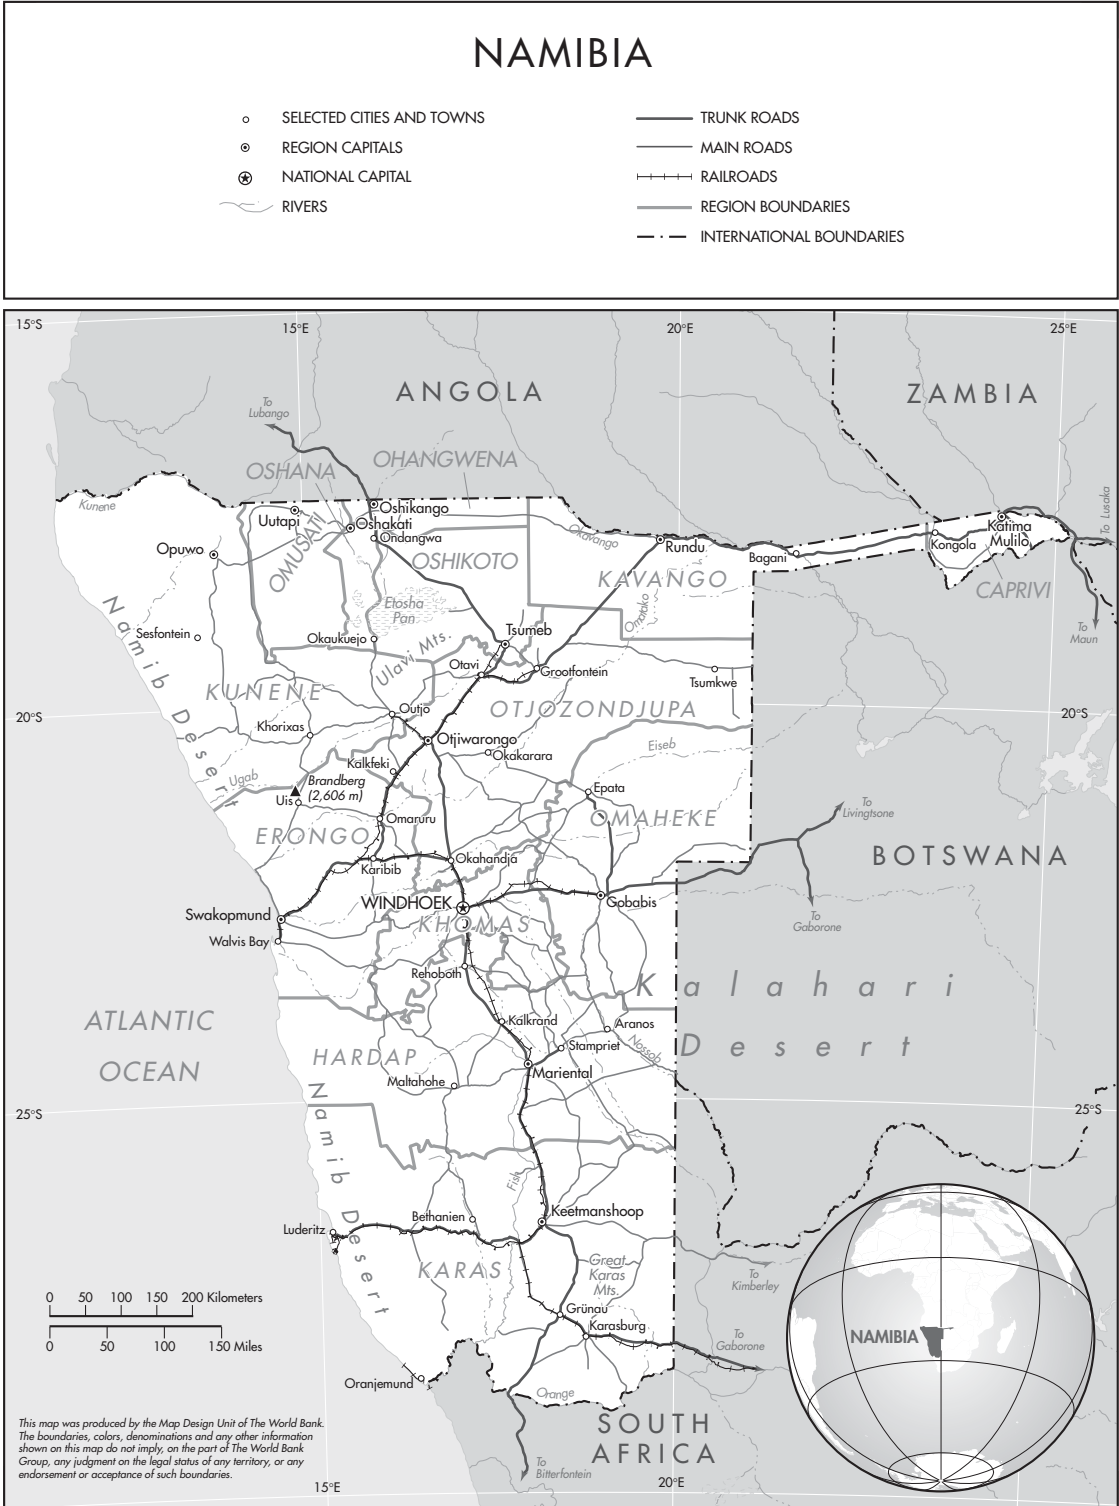 NAMIBIA
SELECTED CITIES AND TOWNS
REGION CAPITALS
NATIONAL CAPITAL
RIVERS
TRUNK ROADS
MAIN ROADS
RAILROADS
REGION BOUNDARIES
INTERNATIONAL BOUNDARIES
15°S
15°E
20°E
25°E
ANGOLA
ZAMBIA
To
Lubango
OSHANA
OHANGWENA
Kunene
Oshikango
Uutapi
Oshakati
Ondangwa
OMUSATI
Opuwo
OSHIKOTO
Okavango
Rundu
Bagani
Kongola
Katima
Mulilo
To Lusaka
KAVANGO
CAPRIVI
Etosha
Pan
Omatako
To
Maun
Namib Desert
Sesfontein
Okaukuejo
Ulavi Mts.
Tsumeb
Otavi
Grootfontein
Tsumkwe
KUNENE
20°S
Outjo
OTJOZONDJUPA
20°S
Khorixas
Otjiwarongo
Okakarara
Eiseb
Kalkfeki
Ugab
Brandberg
(2,606 m)
Uis
Epata
To
Livingtsone
Omaruru
ERONGO
OMAHEKE
BOTSWANA
Karibib
Okahandja
WINDHOEK
Gobabis
Swakopmund
KHOMAS
To
Gaborone
Walvis Bay
Rehoboth
Kalahari
Desert
ATLANTIC
OCEAN
Kalkrand
Aranos
Stampriet
Nossob
HARDAP
Mariental
Maltahohe
Namib Desert
25°S
25°S
Fish
Bethanien
Keetmanshoop
Luderitz
KARAS
Great
Karas
Mts.
To
Kimberley
0 50 100 150 200 Kilometers
0 50 100 150 Miles
Grünau
Karasburg
To
Gaborone
NAMIBIA
Oranjemund
Orange
SOUTH
AFRICA
This map was produced by the Map Design Unit of The World Bank.
The boundaries, colors, denominations and any other information
shown on this map do not imply, on the part of The World Bank
Group, any judgment on the legal status of any territory, or any
endorsement or acceptance of such boundaries.
To
Bitterfontein
15°E
20°E